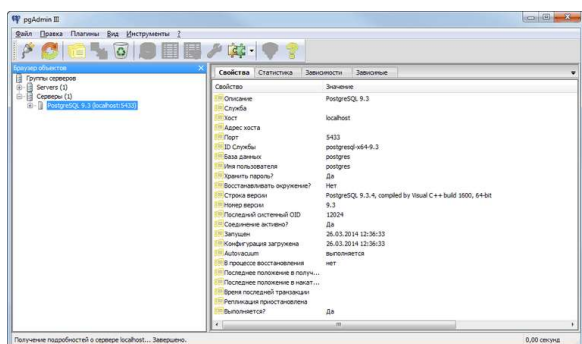 pgAdmin III
Файл Правка Плагины Вид Инструменты ?
Браузер объектов
Группы серверов
Servers (1)
Серверы (1)
PostgreSQL 9.3 (localhost:5433)
Свойства Статистика Зависимости Зависимые
Свойство Значение
Описание PostgreSQL 9.3
Служба
Хост localhost
Адрес хоста
Порт 5433
ID Службы postgresql-x64-9.3
База данных postgres
Имя пользователя postgres
Хранить пароль? Да
Восстанавливать окружение? Нет
Строка версии PostgreSQL 9.3.4, compiled by Visual C++ build 1600, 64-bit
Номер версии 9.3
Последний системный OID 12024
Соединение активно? Да
Запущен 26.03.2014 12:36:33
Конфигурация загружена 26.03.2014 12:36:33
Autovacuum выполняется
В процессе восстановления нет
Последнее положение в получ...
Последнее положение в накат...
Время последней транзакции
Репликация приостановлена
Выполняется? Да
Получение подробностей о сервере localhost... Завершено. 0,00 секунд